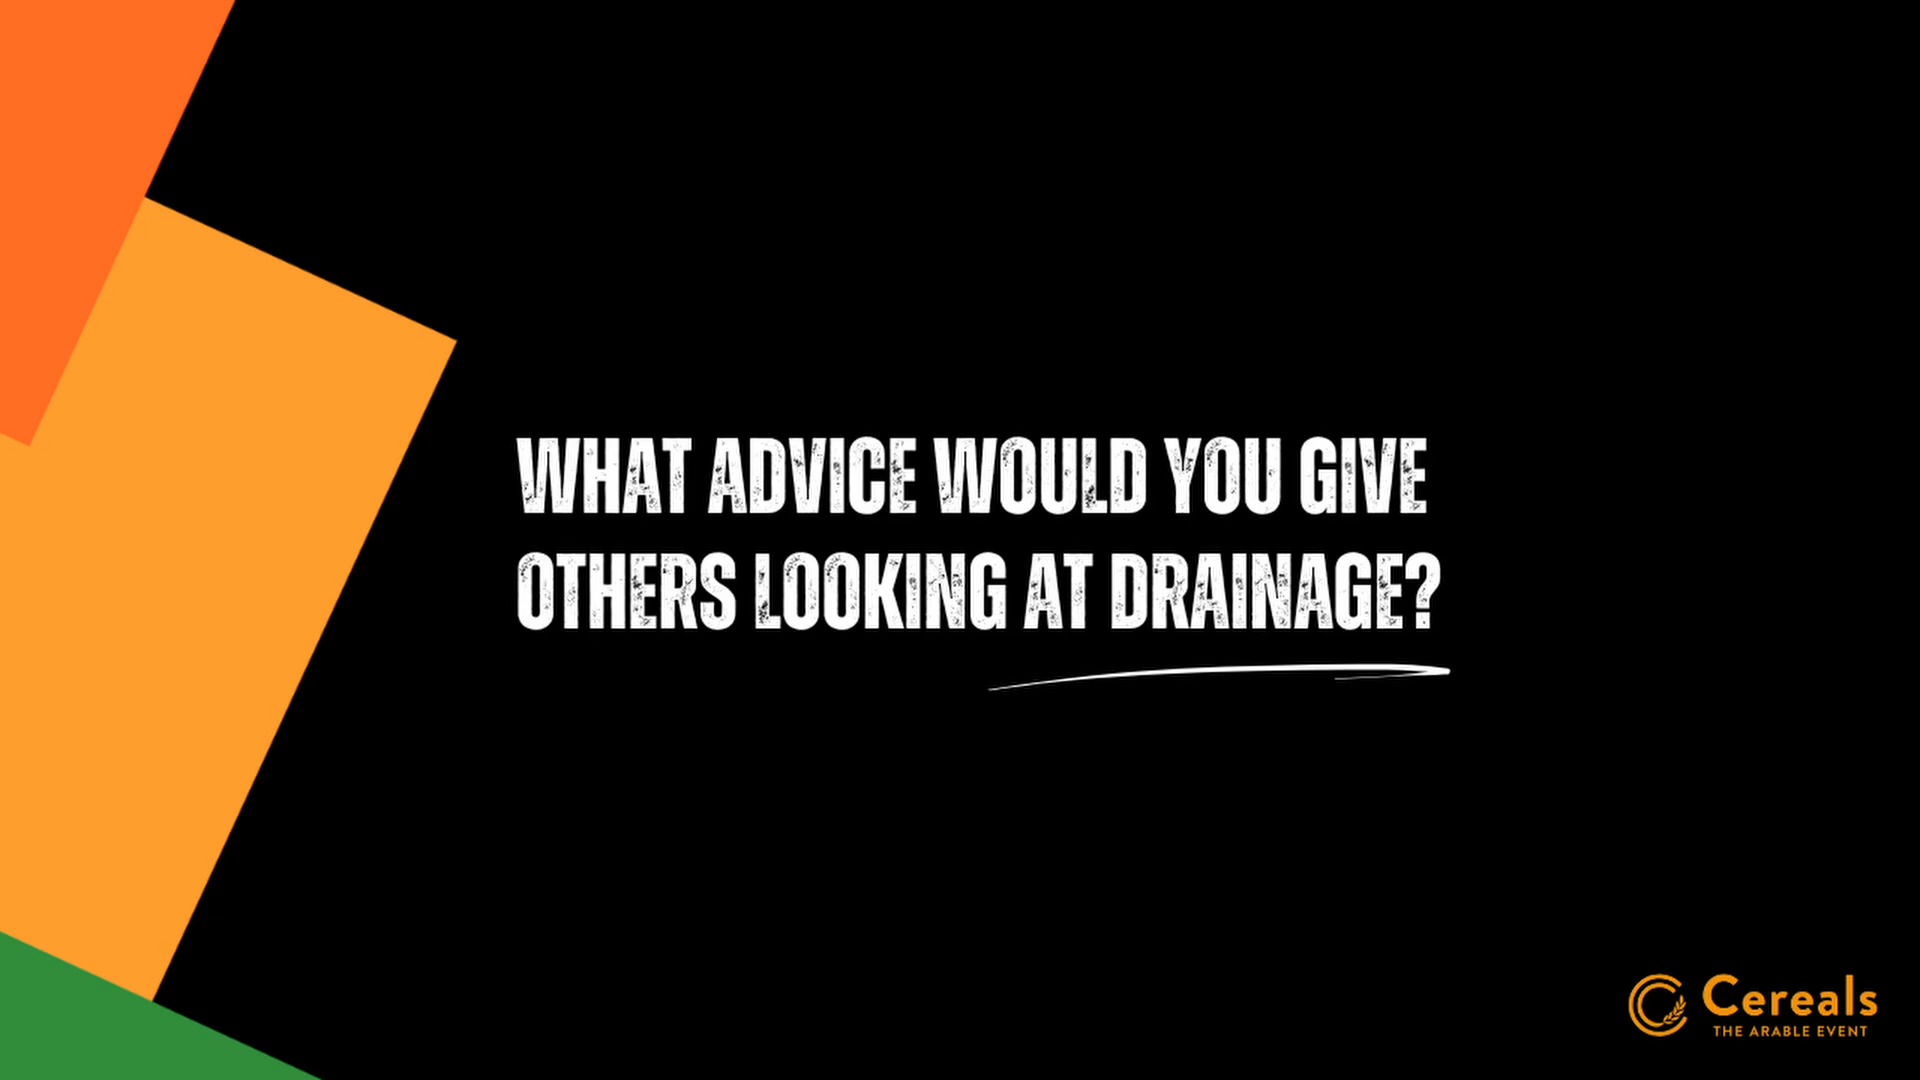 WHAT ADVICE WOULD YOU GIVE
OTHERS LOOKING AT DRAINAGE?
Cereals
THE ARABLE EVENT